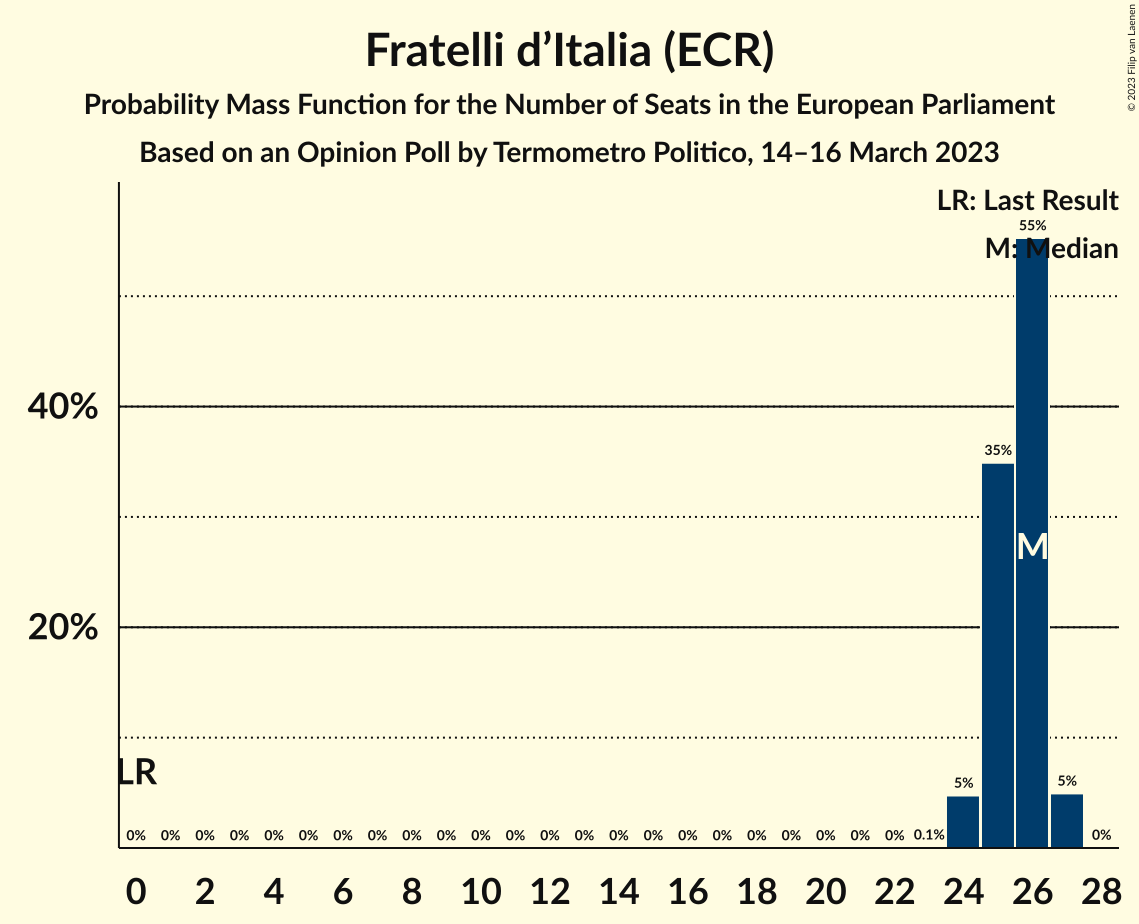 Fratelli d’Italia (ECR)
Probability Mass Function for the Number of Seats in the European Parliament
Based on an Opinion Poll by Termometro Politico, 14–16 March 2023
© 2023 Filip van Laenen
LR: Last Result
M: Median
55%
40%
35%
M
20%
LR
5%
5%
0% 0% 0% 0% 0% 0% 0% 0% 0% 0% 0% 0% 0% 0% 0% 0% 0% 0% 0% 0% 0% 0% 0% 0.1% 0%
0 2 4 6 8 10 12 14 16 18 20 22 24 26 28